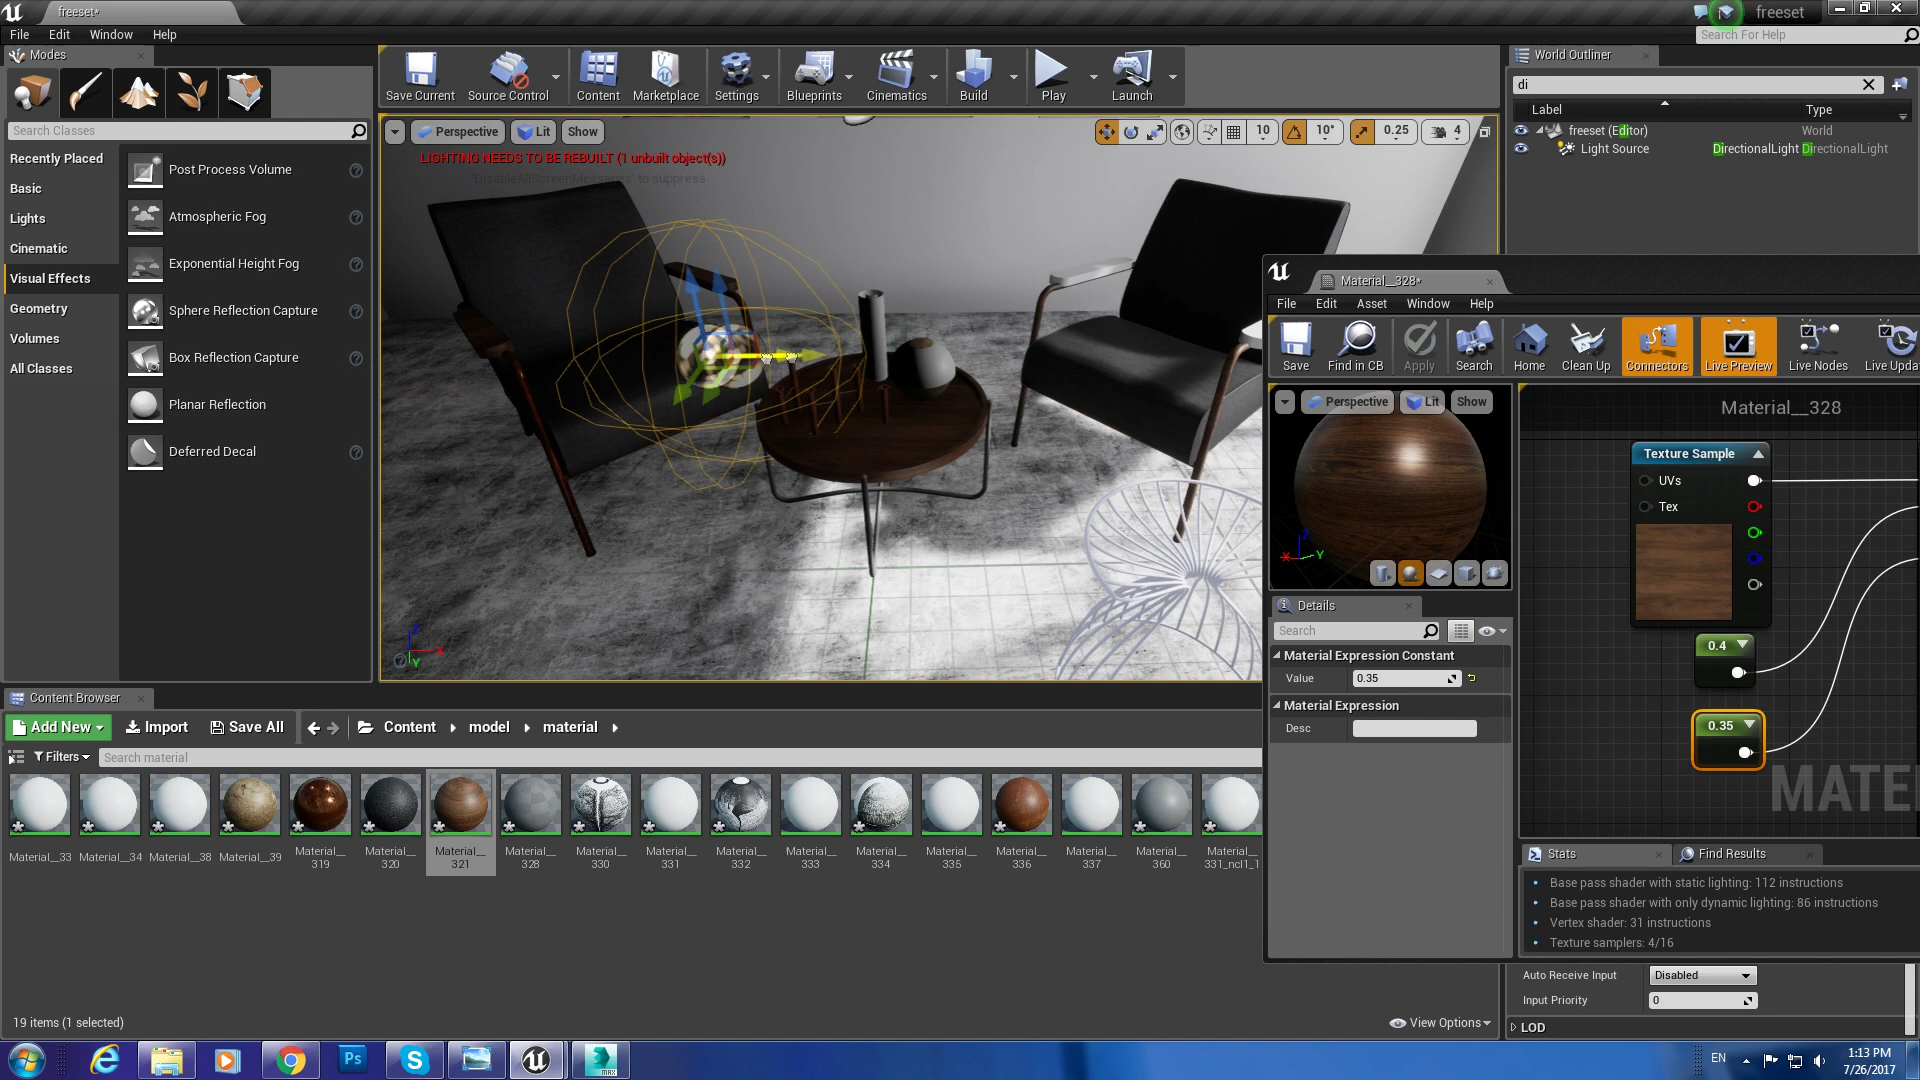 freeset*
freeset
File Edit Window Help
Search For Help
Modes
Search Classes
Recently Placed
Basic
Lights
Cinematic
Visual Effects
Geometry
Volumes
All Classes
Post Process Volume
Atmospheric Fog
Exponential Height Fog
Sphere Reflection Capture
Box Reflection Capture
Planar Reflection
Deferred Decal
Save Current
Source Control
Content
Marketplace
Settings
Blueprints
Cinematics
Build
Play
Launch
Perspective Lit Show
10 10° 0.25 4
LIGHTING NEEDS TO BE REBUILT (1 unbuilt object(s))
'DisableAllScreenMessages' to suppress
World Outliner
di
Label Type
freeset (Editor) World
Light Source DirectionalLight DirectionalLight
Material__328*
File Edit Asset Window Help
Save
Find in CB
Apply
Search
Home
Clean Up
Connectors
Live Preview
Live Nodes
Live Upda
Perspective Lit Show
Z
X
Y
Material__328
Texture Sample
UVs
Tex
0.4
0.35
MATE
Details
Search
Material Expression Constant
Value 0.35
Material Expression
Desc
Stats
Find Results
Base pass shader with static lighting: 112 instructions
Base pass shader with only dynamic lighting: 86 instructions
Vertex shader: 31 instructions
Texture samplers: 4/16
Auto Receive Input Disabled
Input Priority 0
LOD
Z
X
Y
Content Browser
Add New Import Save All Content model material
Filters Search material
Material__33
Material__34
Material__38
Material__39
Material__
319
Material__
320
Material__
321
Material__
328
Material__
330
Material__
331
Material__
332
Material__
333
Material__
334
Material__
335
Material__
336
Material__
337
Material__
360
Material_
331_ncl1_1
19 items (1 selected)
View Options
Ps
MAX
EN
1:13 PM
7/26/2017